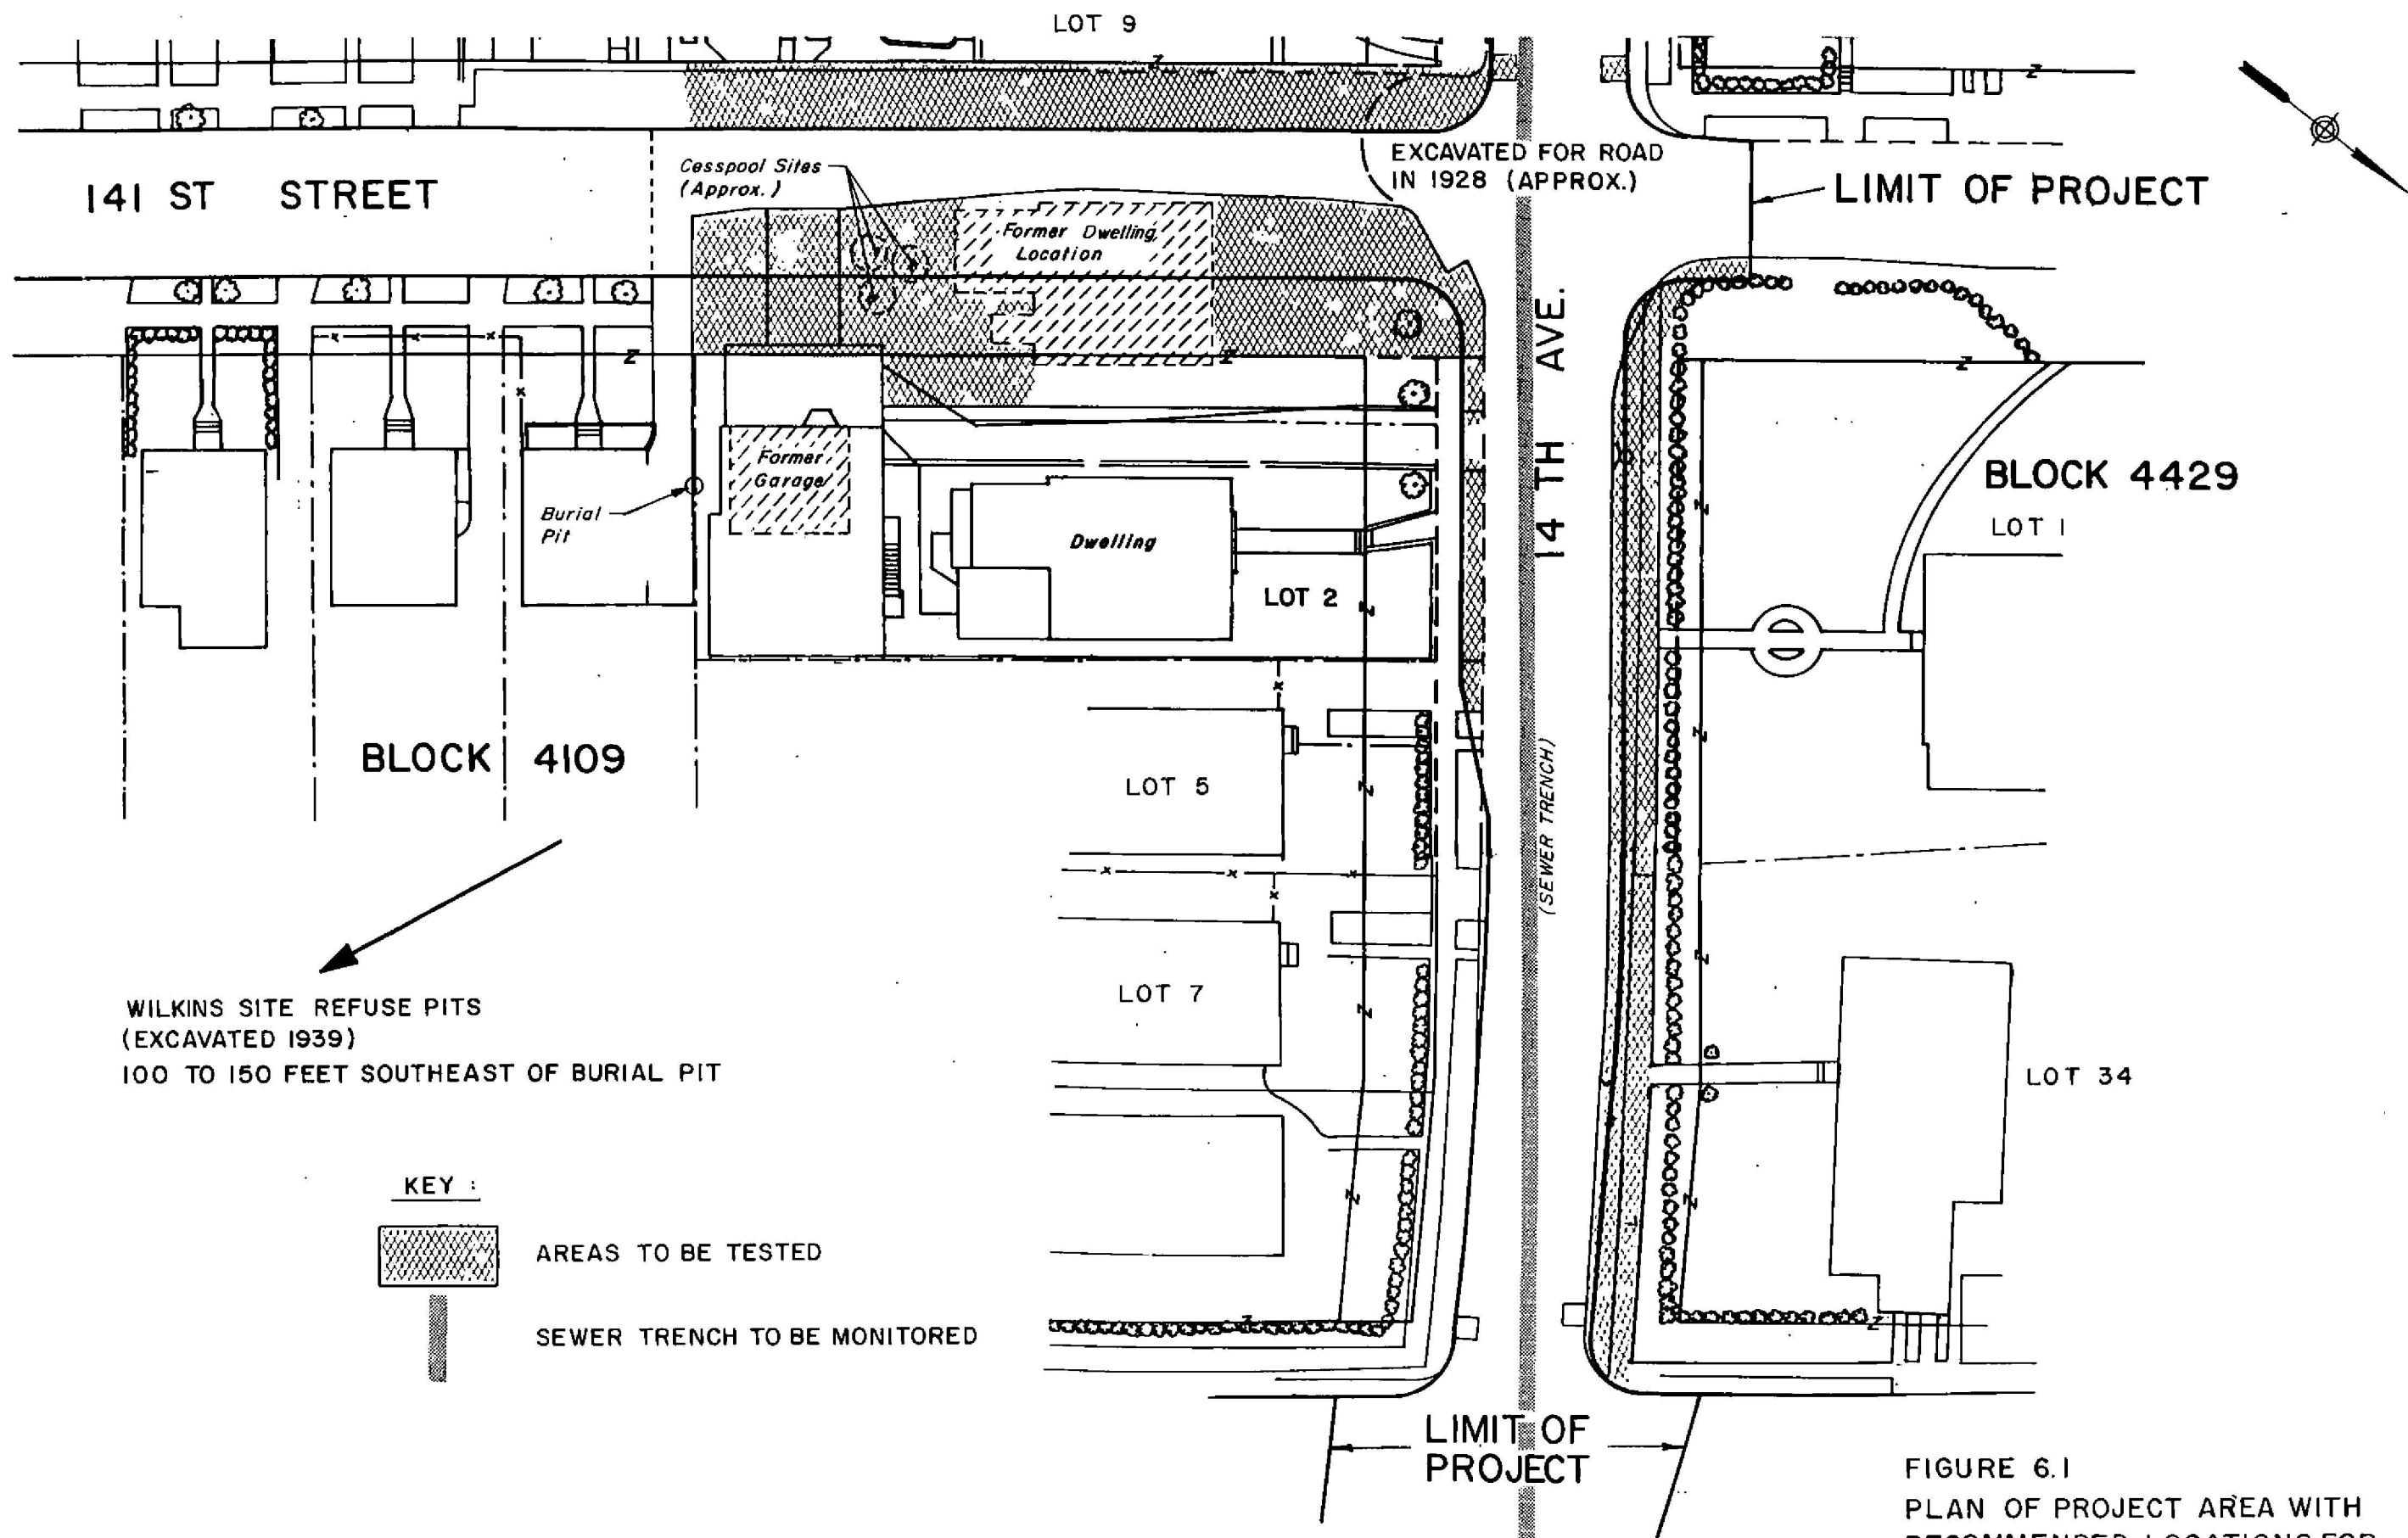 LOT 9
Cesspool Sites
(Approx.)
EXCAVATED FOR ROAD
IN 1928 (APPROX.)
141 ST STREET
LIMIT OF PROJECT
Former Dwelling
Location
14 TH AVE.
Former
Garage
Burial
Pit
Dwelling
BLOCK 4429
LOT 1
LOT 2
BLOCK 4109
LOT 5
(SEWER TRENCH)
LOT 7
WILKINS SITE REFUSE PITS
(EXCAVATED 1939)
100 TO 150 FEET SOUTHEAST OF BURIAL PIT
LOT 34
KEY :
AREAS TO BE TESTED
SEWER TRENCH TO BE MONITORED
LIMIT OF
PROJECT
FIGURE 6.1
PLAN OF PROJECT AREA WITH
RECOMMENDED LOCATIONS FOR